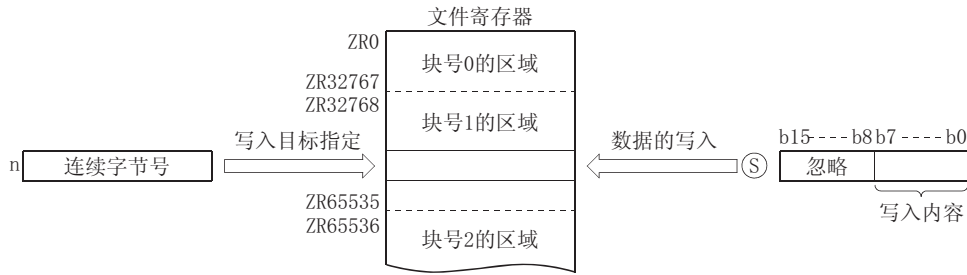 文件寄存器
ZR0
块号0的区域
ZR32767
ZR32768
块号1的区域
n 连续字节号
写入目标指定
数据的写入
S
b15----b8 b7----b0
忽略
写入内容
ZR65535
ZR65536
块号2的区域